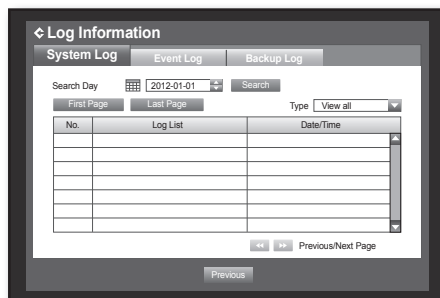 Log Information
System Log Event Log Backup Log
Search Day 2012-01-01 Search
First Page Last Page Type View all
No. Log List Date/Time
Previous/Next Page
Previous